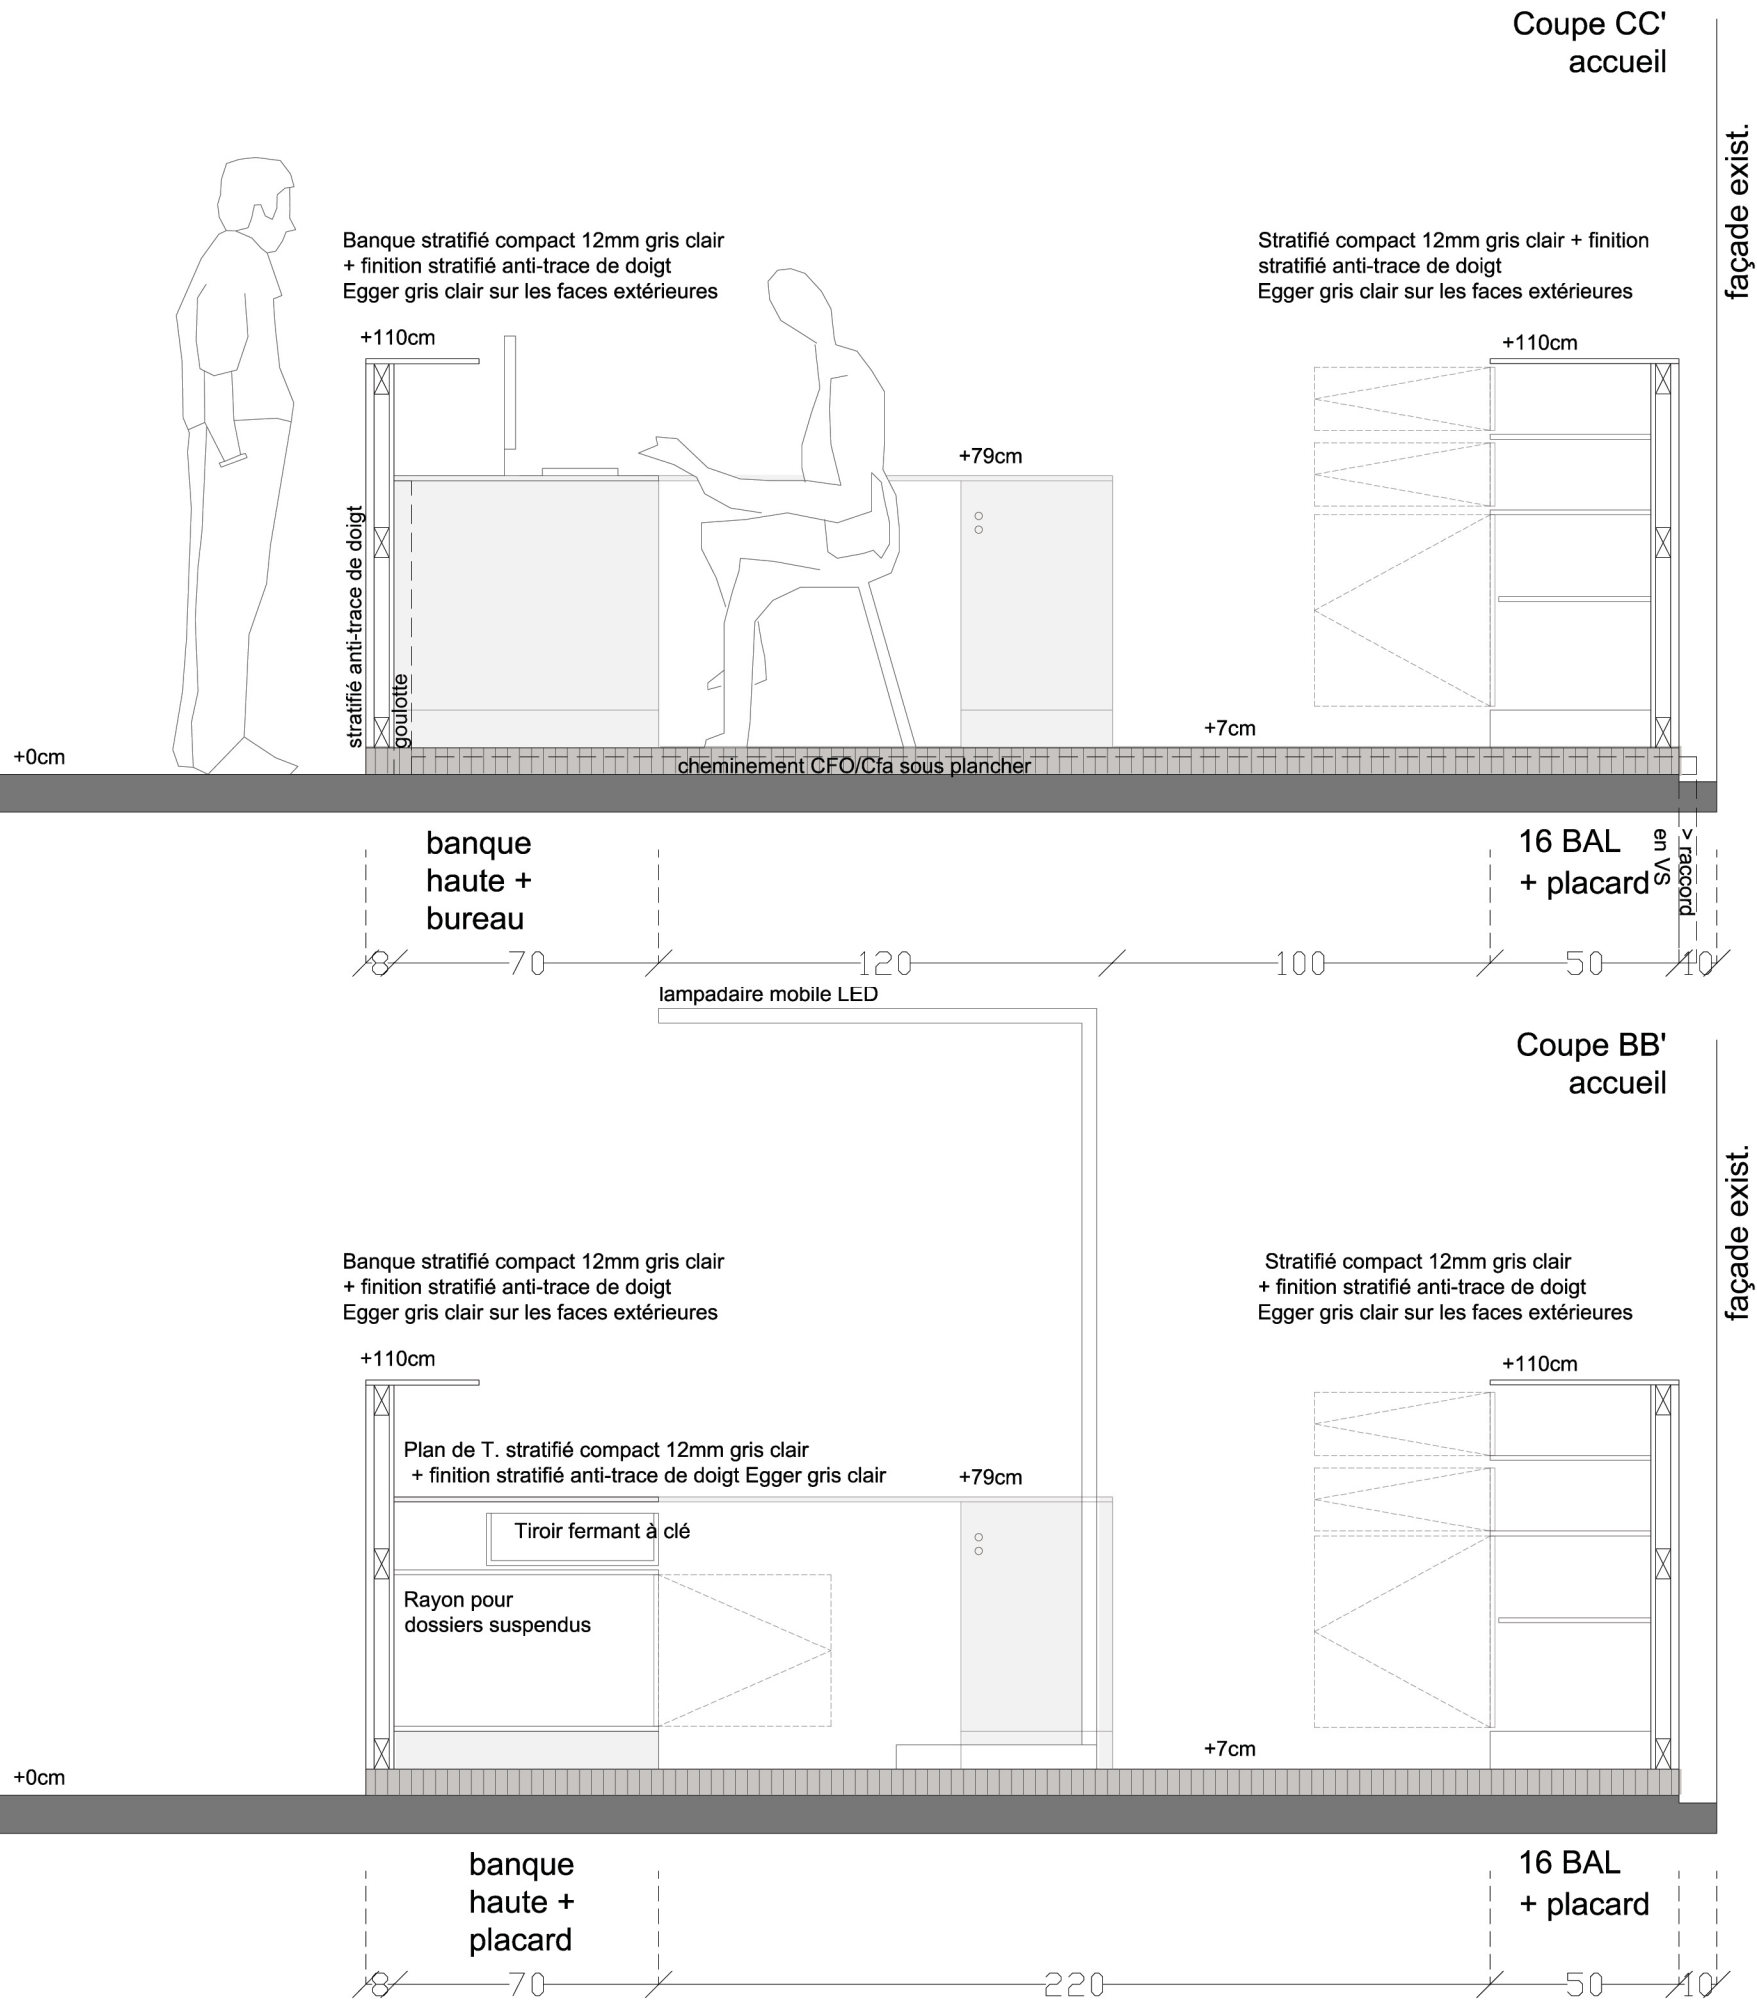 Coupe CC'
accueil
façade exist.
Banque stratifié compact 12mm gris clair
+ finition stratifié anti-trace de doigt
Egger gris clair sur les faces extérieures
Stratifié compact 12mm gris clair + finition
stratifié anti-trace de doigt
Egger gris clair sur les faces extérieures
+110cm
+110cm
+79cm
stratifié anti-trace de doigt
goulotte
+7cm
+0cm
cheminement CFO/Cfa sous plancher
banque
haute +
bureau
16 BAL
+ placard
> raccord
en VS
8 70 120 100 50 10
lampadaire mobile LED
Coupe BB'
accueil
façade exist.
Banque stratifié compact 12mm gris clair
+ finition stratifié anti-trace de doigt
Egger gris clair sur les faces extérieures
Stratifié compact 12mm gris clair
+ finition stratifié anti-trace de doigt
Egger gris clair sur les faces extérieures
+110cm
+110cm
Plan de T. stratifié compact 12mm gris clair
+ finition stratifié anti-trace de doigt Egger gris clair
+79cm
Tiroir fermant à clé
Rayon pour
dossiers suspendus
+7cm
+0cm
banque
haute +
placard
16 BAL
+ placard
8 70 220 50 10